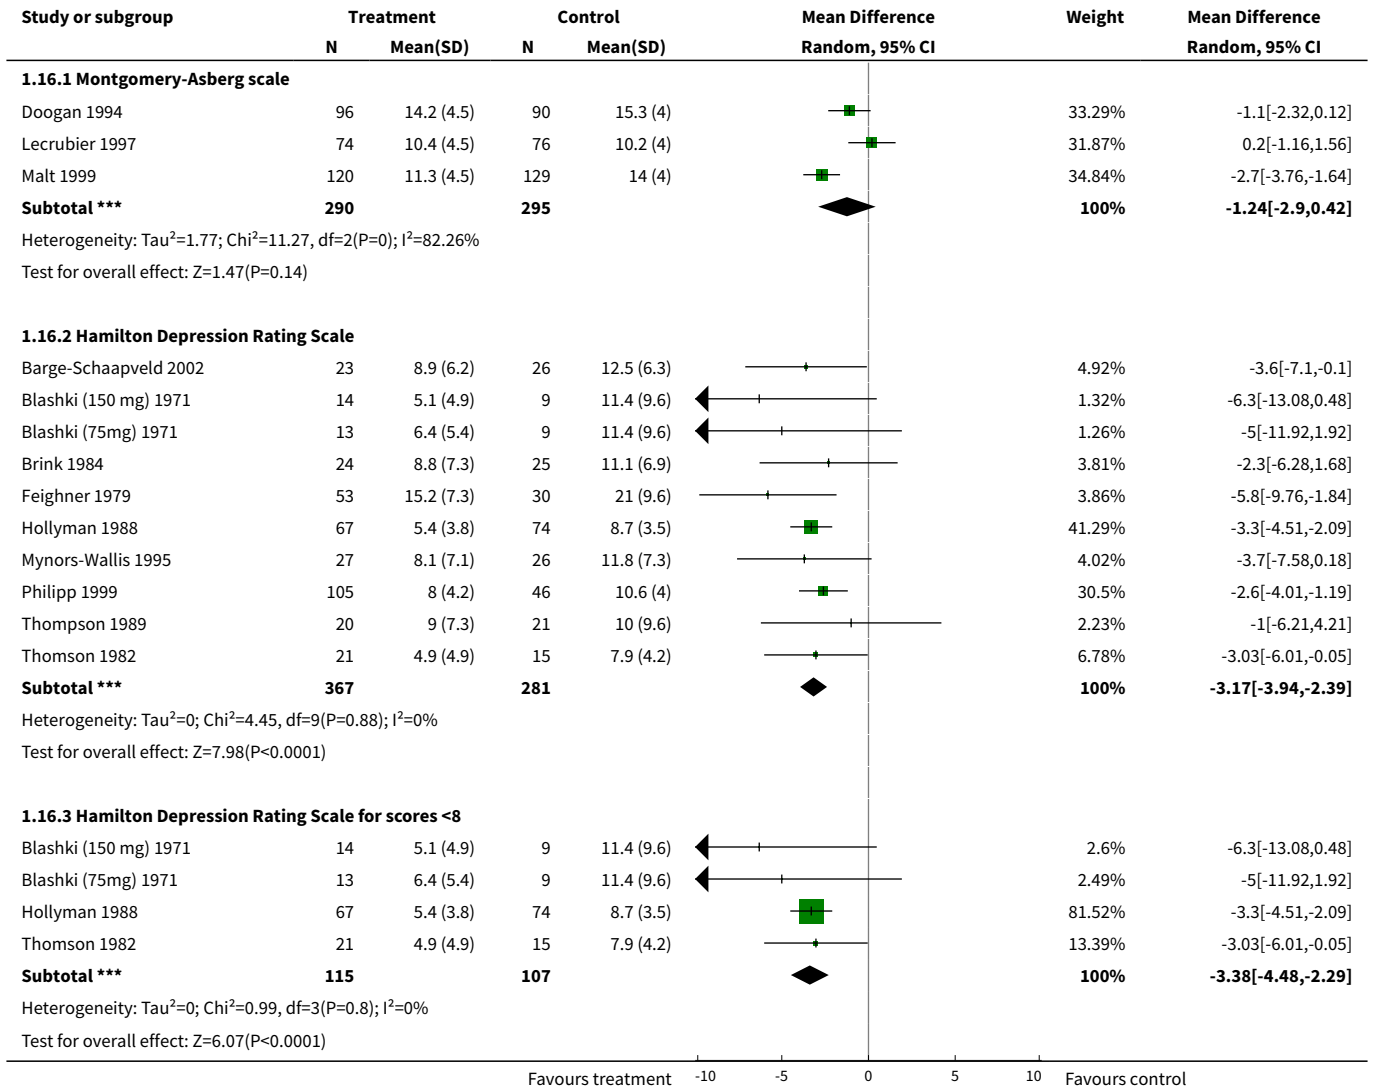 Study or subgroup Treatment Control Mean Difference Weight Mean Difference
N Mean(SD) N Mean(SD) Random, 95% CI Random, 95% CI
1.16.1 Montgomery-Asberg scale
Doogan 1994 96 14.2 (4.5) 90 15.3 (4) 33.29% -1.1[-2.32,0.12]
Lecrubier 1997 74 10.4 (4.5) 76 10.2 (4) 31.87% 0.2[-1.16,1.56]
Malt 1999 120 11.3 (4.5) 129 14 (4) 34.84% -2.7[-3.76,-1.64]
Subtotal *** 290 295 100% -1.24[-2.9,0.42]
Heterogeneity: Tau²=1.77; Chi²=11.27, df=2(P=0); I²=82.26%
Test for overall effect: Z=1.47(P=0.14)
1.16.2 Hamilton Depression Rating Scale
Barge-Schaapveld 2002 23 8.9 (6.2) 26 12.5 (6.3) 4.92% -3.6[-7.1,-0.1]
Blashki (150 mg) 1971 14 5.1 (4.9) 9 11.4 (9.6) 1.32% -6.3[-13.08,0.48]
Blashki (75mg) 1971 13 6.4 (5.4) 9 11.4 (9.6) 1.26% -5[-11.92,1.92]
Brink 1984 24 8.8 (7.3) 25 11.1 (6.9) 3.81% -2.3[-6.28,1.68]
Feighner 1979 53 15.2 (7.3) 30 21 (9.6) 3.86% -5.8[-9.76,-1.84]
Hollyman 1988 67 5.4 (3.8) 74 8.7 (3.5) 41.29% -3.3[-4.51,-2.09]
Mynors-Wallis 1995 27 8.1 (7.1) 26 11.8 (7.3) 4.02% -3.7[-7.58,0.18]
Philipp 1999 105 8 (4.2) 46 10.6 (4) 30.5% -2.6[-4.01,-1.19]
Thompson 1989 20 9 (7.3) 21 10 (9.6) 2.23% -1[-6.21,4.21]
Thomson 1982 21 4.9 (4.9) 15 7.9 (4.2) 6.78% -3.03[-6.01,-0.05]
Subtotal *** 367 281 100% -3.17[-3.94,-2.39]
Heterogeneity: Tau²=0; Chi²=4.45, df=9(P=0.88); I²=0%
Test for overall effect: Z=7.98(P<0.0001)
1.16.3 Hamilton Depression Rating Scale for scores <8
Blashki (150 mg) 1971 14 5.1 (4.9) 9 11.4 (9.6) 2.6% -6.3[-13.08,0.48]
Blashki (75mg) 1971 13 6.4 (5.4) 9 11.4 (9.6) 2.49% -5[-11.92,1.92]
Hollyman 1988 67 5.4 (3.8) 74 8.7 (3.5) 81.52% -3.3[-4.51,-2.09]
Thomson 1982 21 4.9 (4.9) 15 7.9 (4.2) 13.39% -3.03[-6.01,-0.05]
Subtotal *** 115 107 100% -3.38[-4.48,-2.29]
Heterogeneity: Tau²=0; Chi²=0.99, df=3(P=0.8); I²=0%
Test for overall effect: Z=6.07(P<0.0001)
Favours treatment -10 -5 0 5 10 Favours control